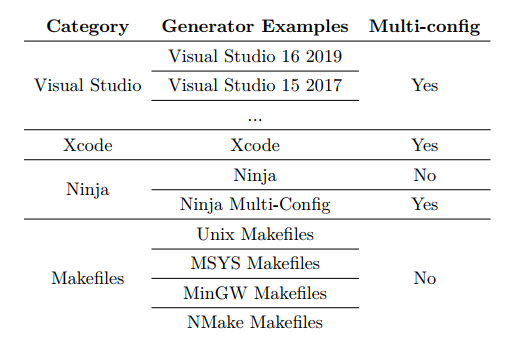 Category Generator Examples Multi-config
Visual Studio 16 2019
Visual Studio Visual Studio 15 2017 Yes
...
Xcode Xcode Yes
Ninja Ninja No
Ninja Multi-Config Yes
Unix Makefiles
MSYS Makefiles
Makefiles No
MinGW Makefiles
NMake Makefiles